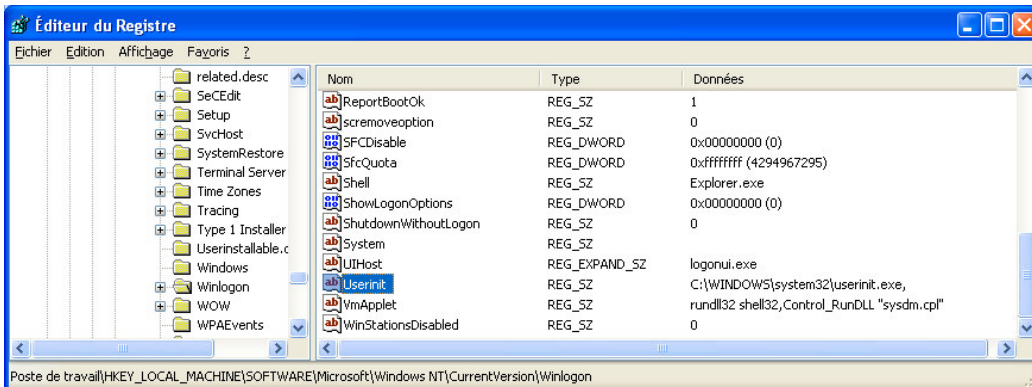 Éditeur du Registre
Fichier Edition Affichage Favoris ?
related.desc
SeCEdit
Setup
SvcHost
SystemRestore
Terminal Server
Time Zones
Tracing
Type 1 Installer
Userinstallable.c
Windows
Winlogon
WOW
WPAEvents
Nom Type Données
ReportBootOk REG_SZ 1
scremoveoption REG_SZ 0
SFCDisable REG_DWORD 0x00000000 (0)
SfcQuota REG_DWORD 0xffffffff (4294967295)
Shell REG_SZ Explorer.exe
ShowLogonOptions REG_DWORD 0x00000000 (0)
ShutdownWithoutLogon REG_SZ 0
System REG_SZ
UIHost REG_EXPAND_SZ logonui.exe
Userinit REG_SZ C:\WINDOWS\system32\userinit.exe,
VmApplet REG_SZ rundll32 shell32,Control_RunDLL "sysdm.cpl"
WinStationsDisabled REG_SZ 0
Poste de travail\HKEY_LOCAL_MACHINE\SOFTWARE\Microsoft\Windows NT\CurrentVersion\Winlogon